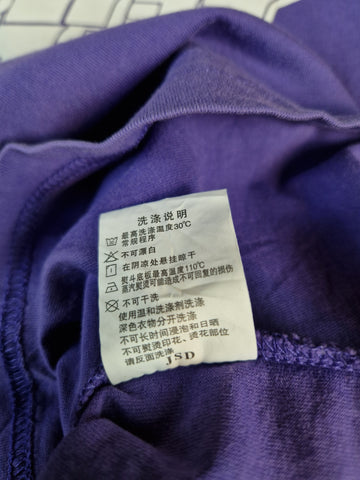 洗涤说明
最高洗涤温度30℃
常规程序
不可漂白
在阴凉处悬挂晾干
熨斗底板最高温度110℃
蒸汽熨烫可能造成不可回复的损伤
不可干洗
使用温和洗涤剂洗涤
深色衣物分开洗涤
不可长时间浸泡和日晒
不可熨烫印花、烫花部位
请反面洗涤
JSD